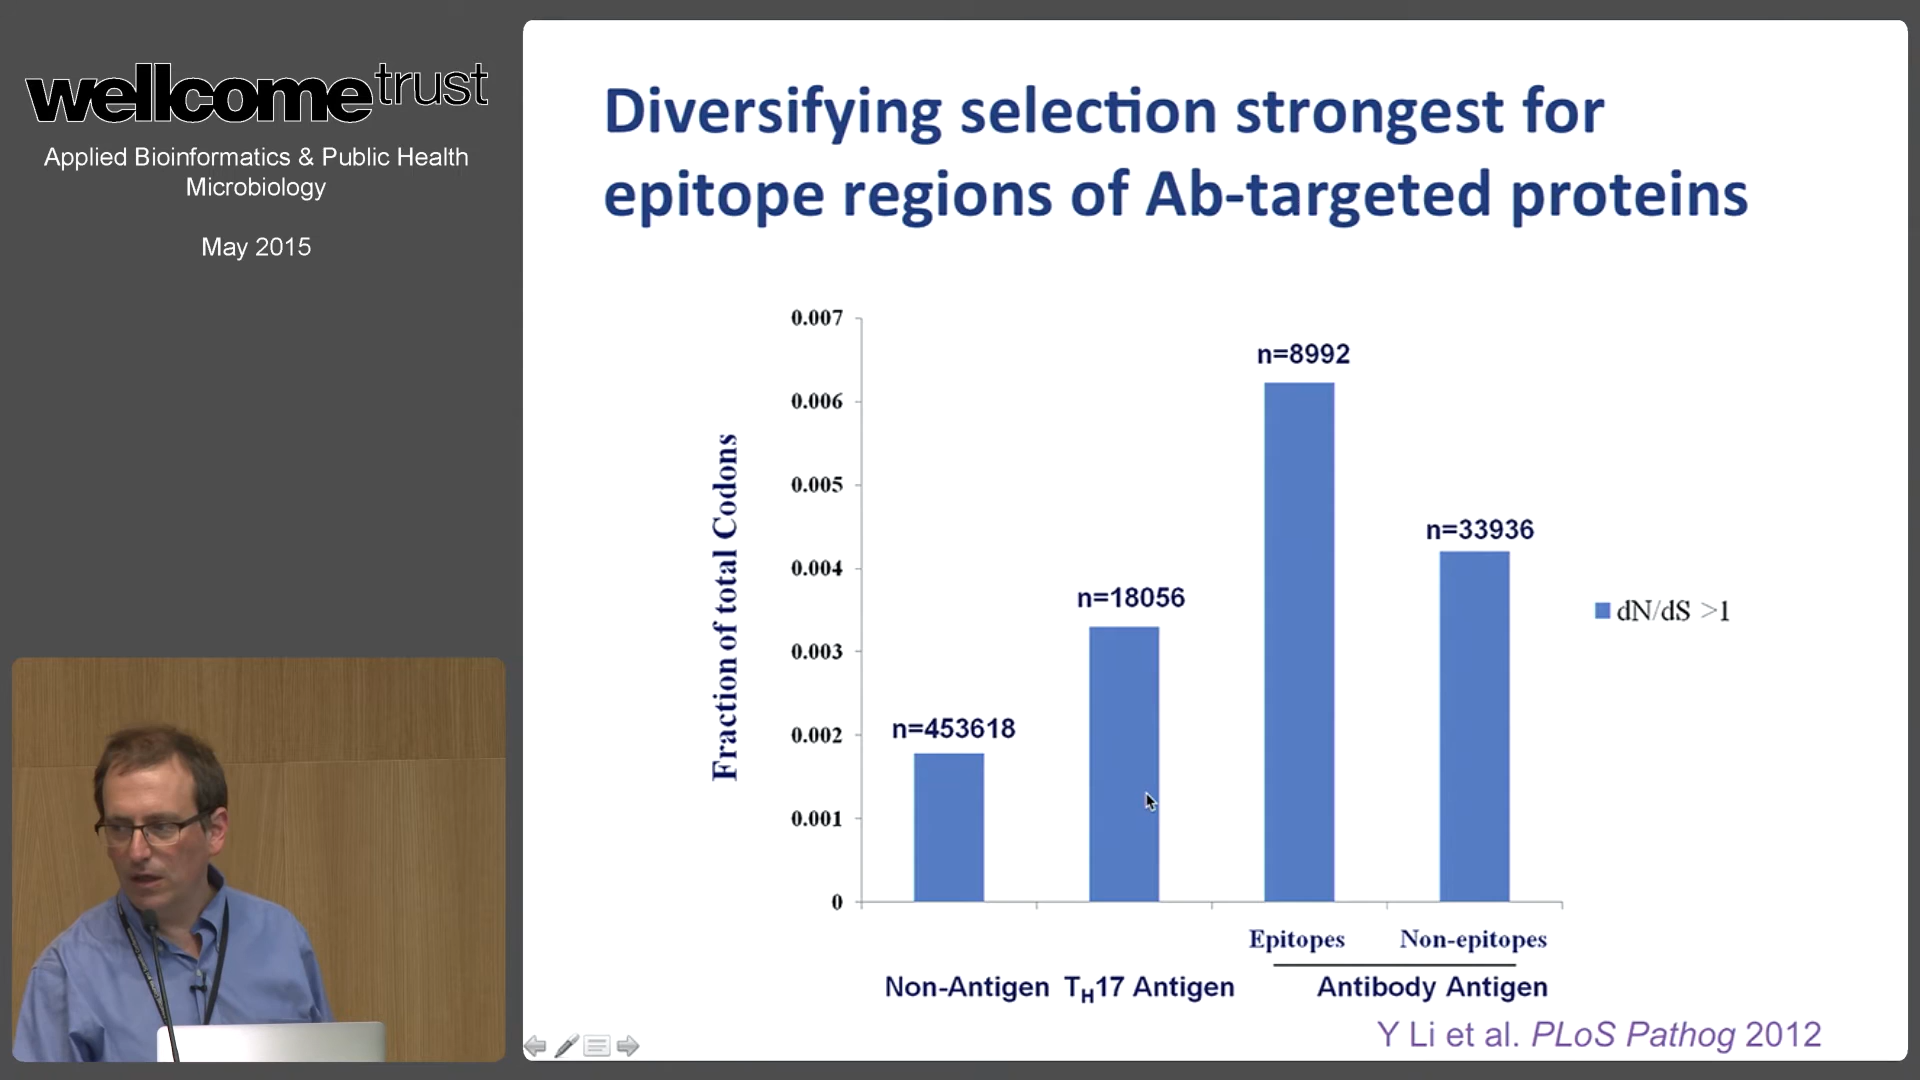 wellcometrust
Applied Bioinformatics & Public Health
Microbiology
May 2015
Diversifying selection strongest for
epitope regions of Ab-targeted proteins
Fraction of total Codons
0.007
0.006
0.005
0.004
0.003
0.002
0.001
0
n=453618
n=18056
n=8992
n=33936
dN/dS >1
Epitopes Non-epitopes
Non-Antigen TH17 Antigen Antibody Antigen
Y Li et al. PLoS Pathog 2012